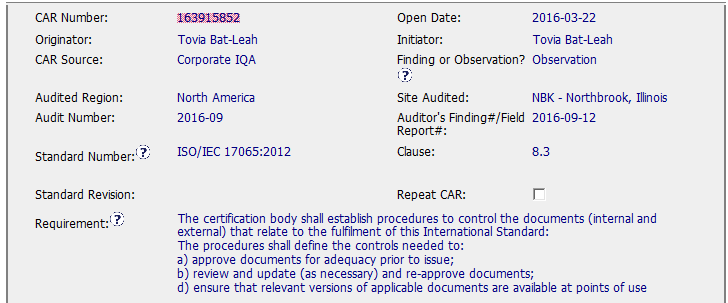 CAR Number: 163915852 Open Date: 2016-03-22
Originator: Tovia Bat-Leah Initiator: Tovia Bat-Leah
CAR Source: Corporate IQA Finding or Observation? Observation
?
Audited Region: North America Site Audited: NBK - Northbrook, Illinois
Audit Number: 2016-09 Auditor's Finding#/Field 2016-09-12
Report#:
Standard Number: ? ISO/IEC 17065:2012 Clause: 8.3
Standard Revision: Repeat CAR:
Requirement: ? The certification body shall establish procedures to control the documents (internal and
external) that relate to the fulfilment of this International Standard:
The procedures shall define the controls needed to:
a) approve documents for adequacy prior to issue;
b) review and update (as necessary) and re-approve documents;
d) ensure that relevant versions of applicable documents are available at points of use